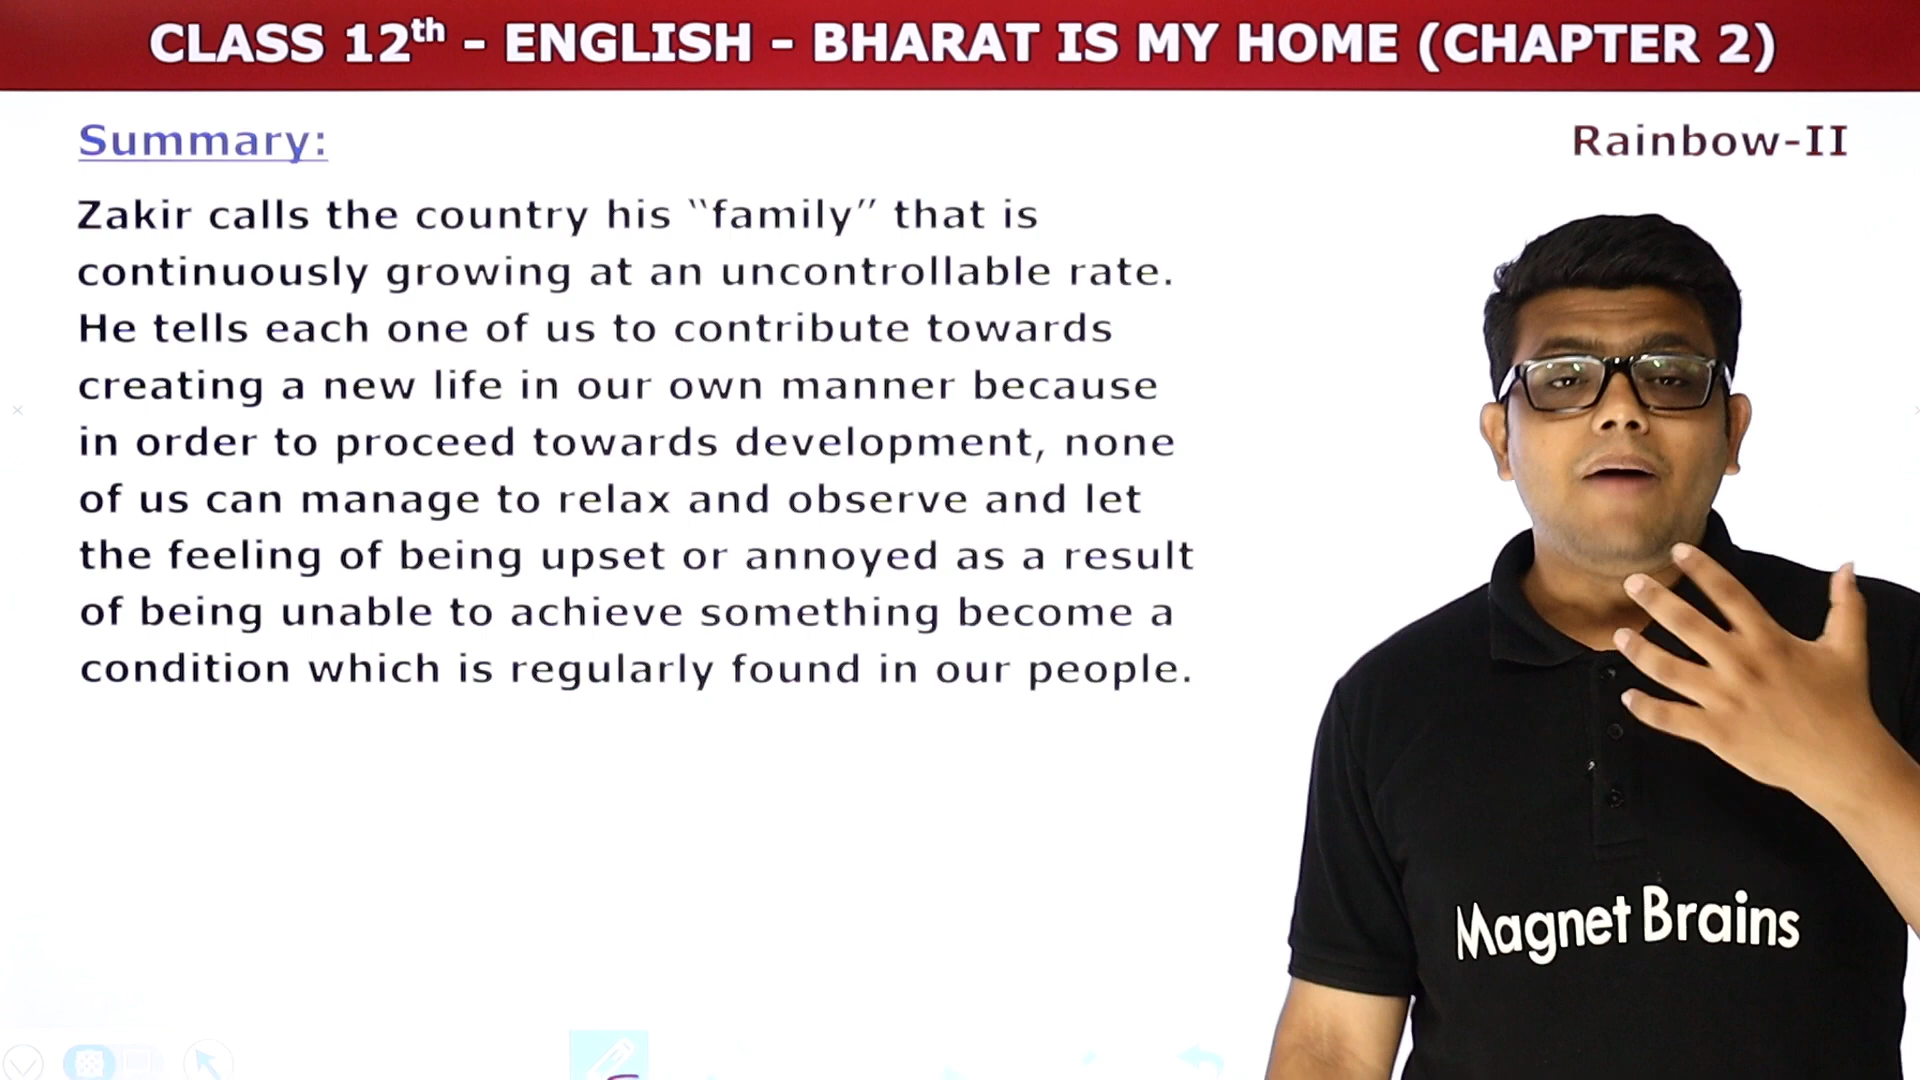 CLASS 12th - ENGLISH - BHARAT IS MY HOME (CHAPTER 2)
Summary:
Rainbow-II
Zakir calls the country his “family” that is
continuously growing at an uncontrollable rate.
He tells each one of us to contribute towards
creating a new life in our own manner because
in order to proceed towards development, none
of us can manage to relax and observe and let
the feeling of being upset or annoyed as a result
of being unable to achieve something become a
condition which is regularly found in our people.
Magnet Brains